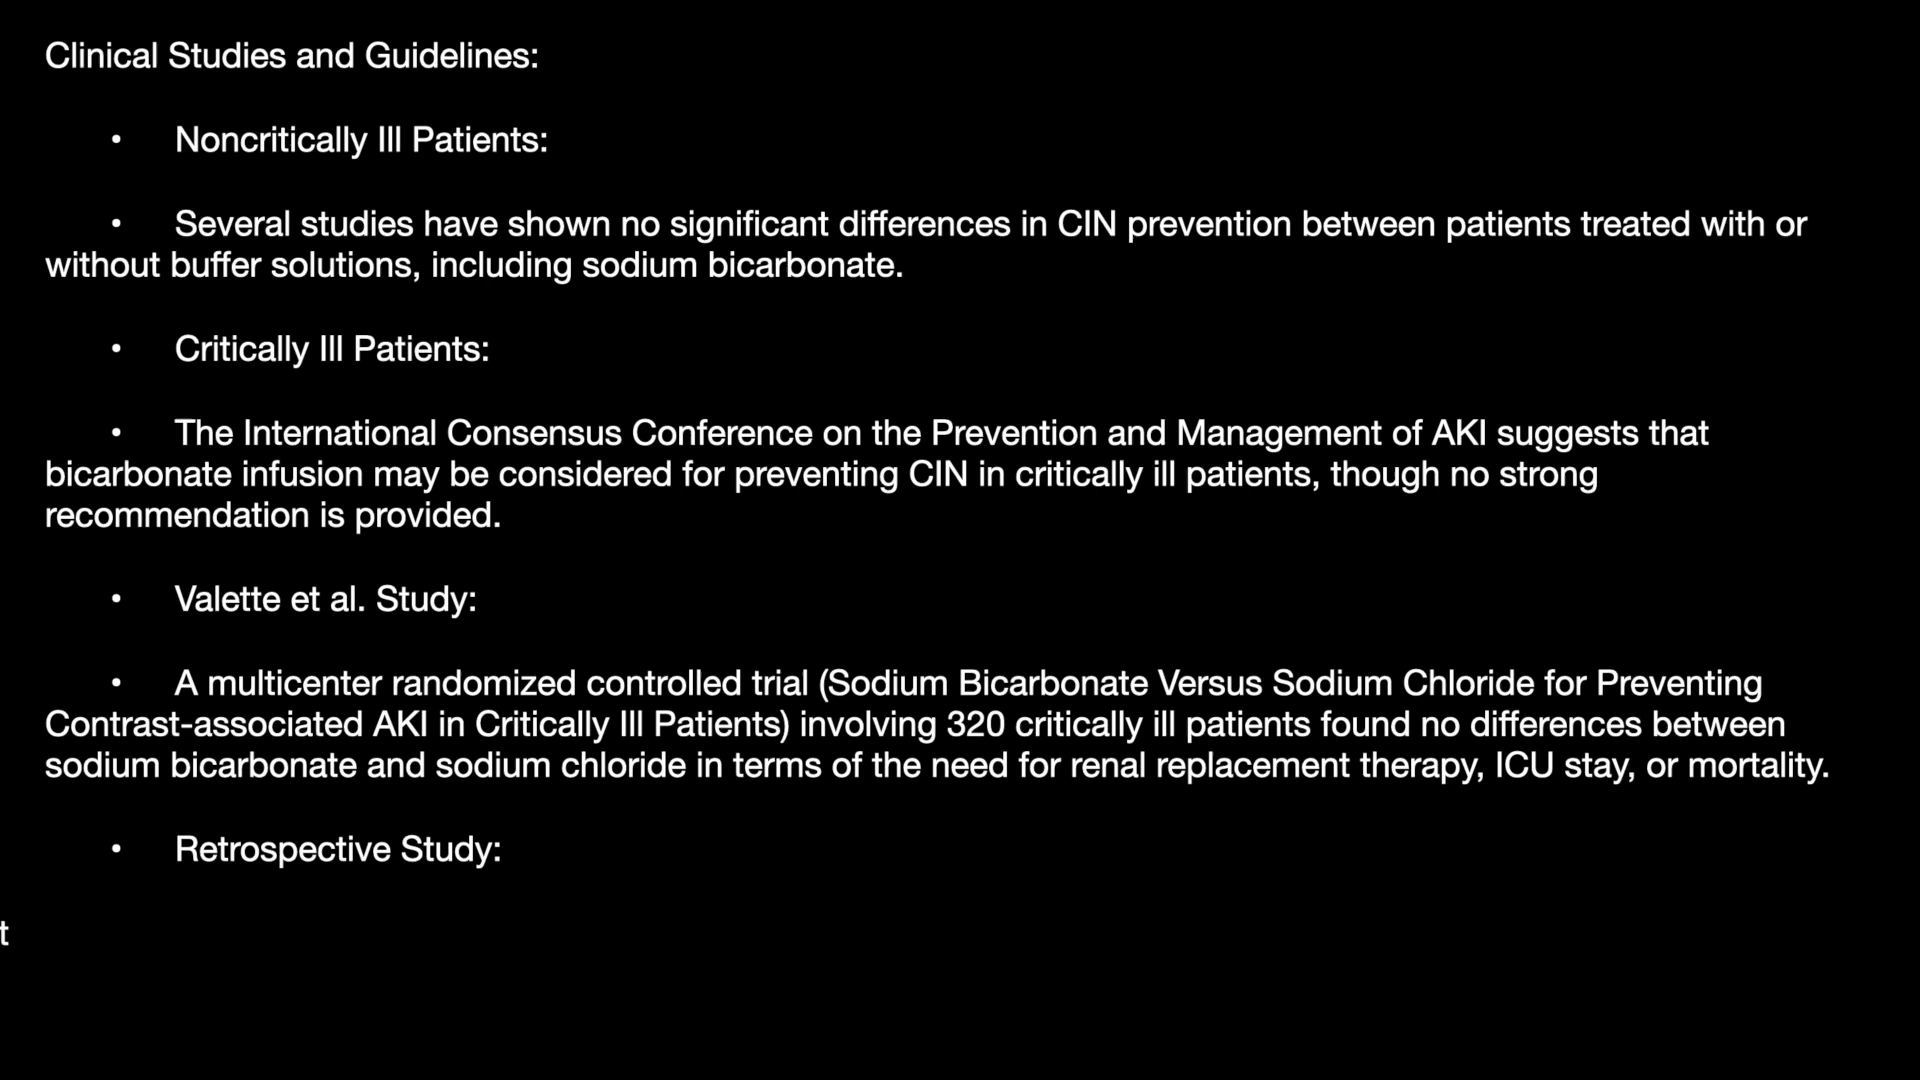 Clinical Studies and Guidelines:
• Noncritically Ill Patients:
• Several studies have shown no significant differences in CIN prevention between patients treated with or
without buffer solutions, including sodium bicarbonate.
• Critically Ill Patients:
• The International Consensus Conference on the Prevention and Management of AKI suggests that
bicarbonate infusion may be considered for preventing CIN in critically ill patients, though no strong
recommendation is provided.
• Valette et al. Study:
• A multicenter randomized controlled trial (Sodium Bicarbonate Versus Sodium Chloride for Preventing
Contrast-associated AKI in Critically Ill Patients) involving 320 critically ill patients found no differences between
sodium bicarbonate and sodium chloride in terms of the need for renal replacement therapy, ICU stay, or mortality.
• Retrospective Study:
t